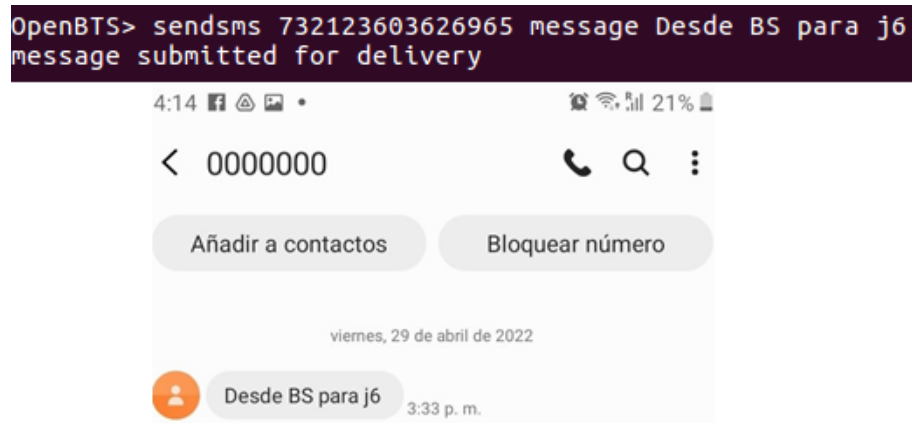 OpenBTS> sendsms 732123603626965 message Desde BS para j6
message submitted for delivery
4:14 21%
0000000
Añadir a contactos Bloquear número
viernes, 29 de abril de 2022
Desde BS para j6 3:33 p. m.